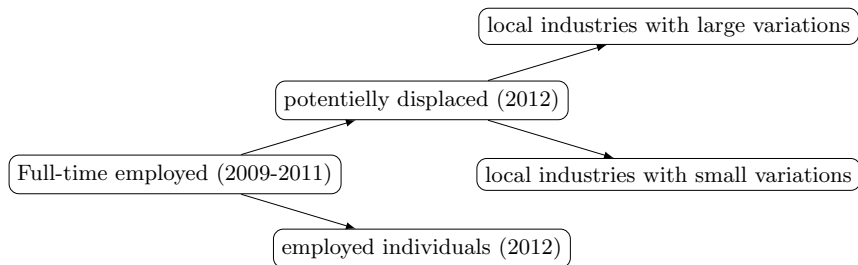 local industries with large variations
potentielly displaced (2012)
Full-time employed (2009-2011)
local industries with small variations
employed individuals (2012)